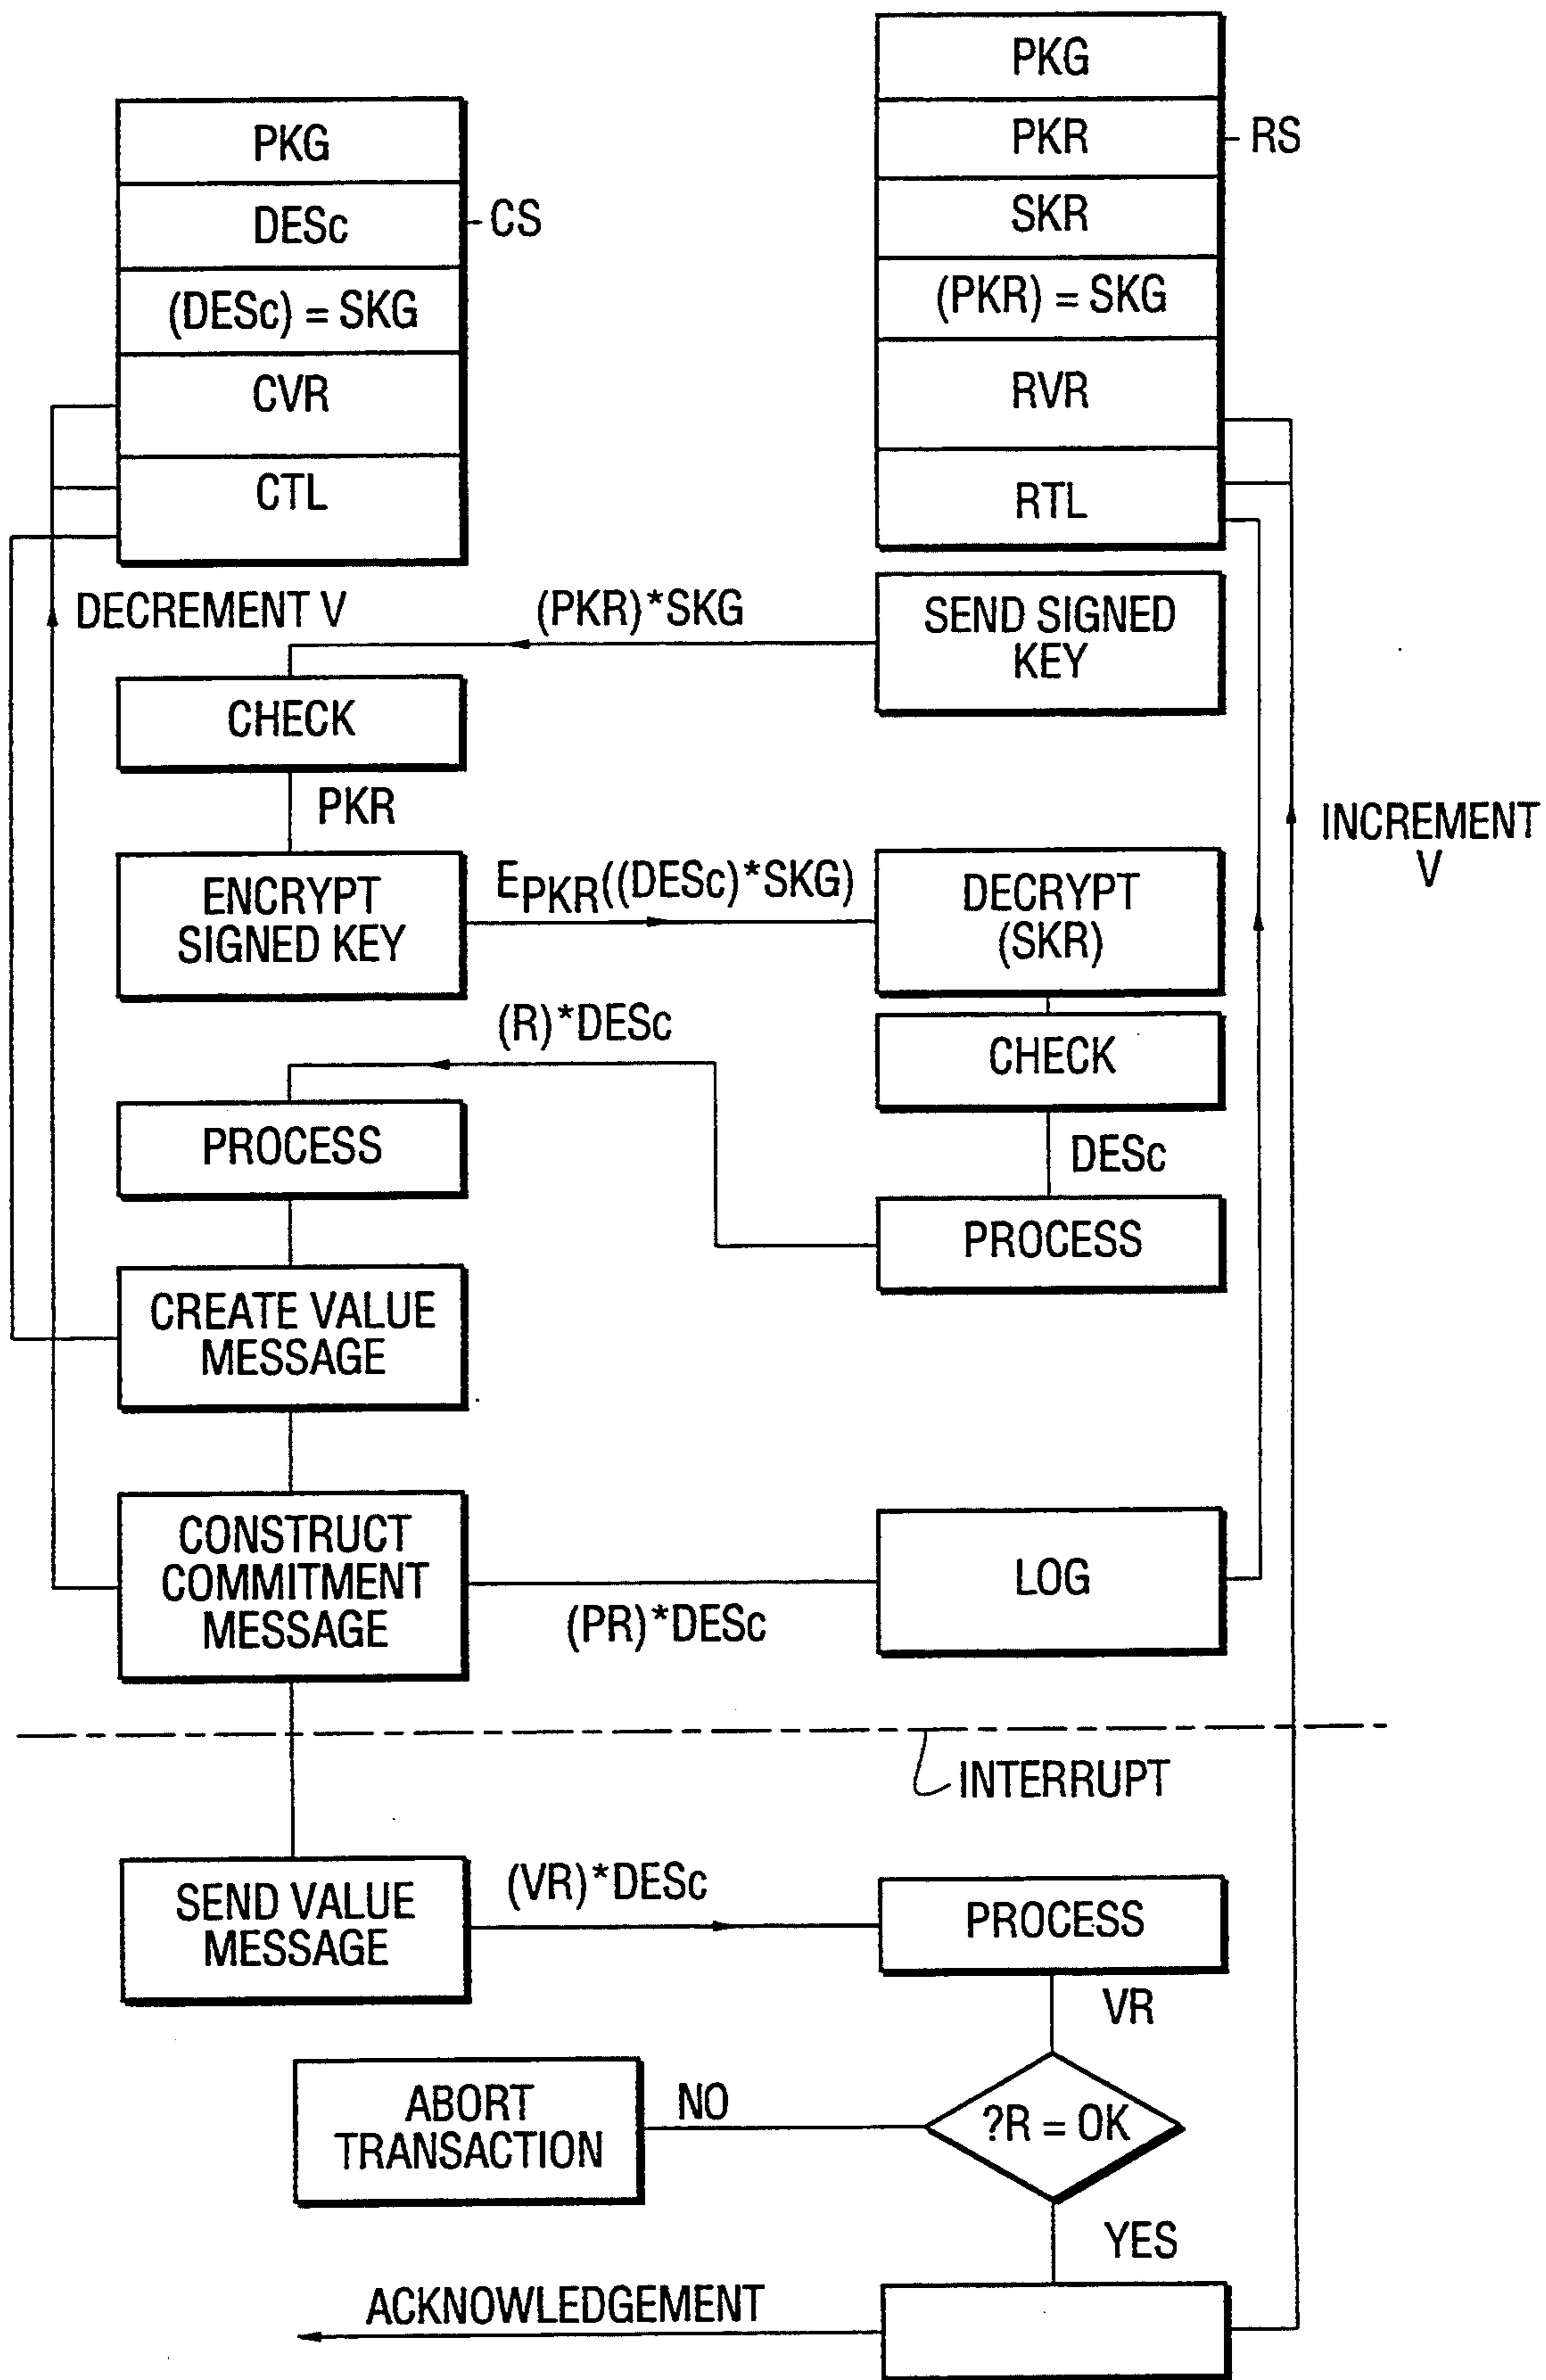 PKG
PKR
RS
SKR
(PKR) = SKG
RVR
RTL
PKG
DESc
CS
(DESc) = SKG
CVR
CTL
DECREMENT V
(PKR)*SKG
SEND SIGNED
KEY
CHECK
PKR
INCREMENT
V
ENCRYPT
SIGNED KEY
EPKR((DESc)*SKG)
DECRYPT
(SKR)
(R)*DESc
CHECK
PROCESS
DESc
PROCESS
CREATE VALUE
MESSAGE
CONSTRUCT
COMMITMENT
MESSAGE
(PR)*DESc
LOG
INTERRUPT
SEND VALUE
MESSAGE
(VR)*DESc
PROCESS
VR
ABORT
TRANSACTION
NO
?R = OK
YES
ACKNOWLEDGEMENT